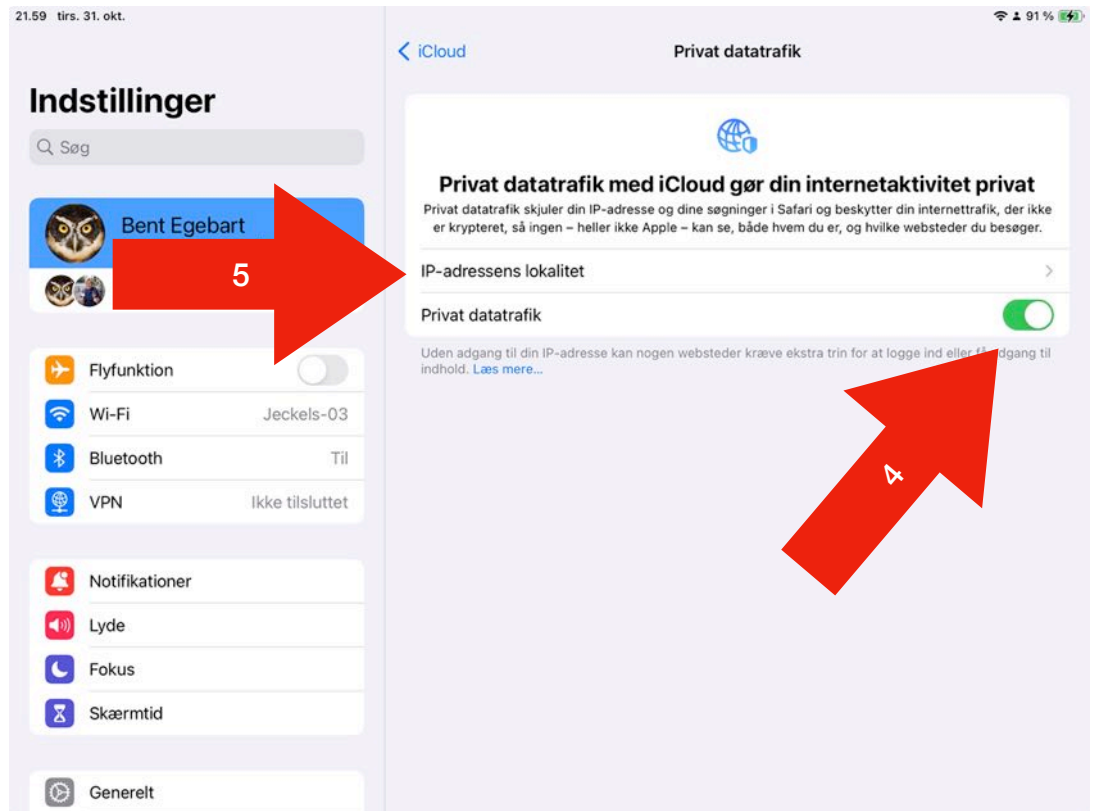 21.59 tirs. 31. okt.
91 %
iCloud
Privat datatrafik
Indstillinger
Søg
Bent Egebart
5
Flyfunktion
Wi-Fi
Jeckels-03
Bluetooth
Til
VPN
Ikke tilsluttet
Notifikationer
Lyde
Fokus
Skærmtid
Generelt
Privat datatrafik med iCloud gør din internetaktivitet privat
Privat datatrafik skjuler din IP-adresse og dine søgninger i Safari og beskytter din internettrafik, der ikke
er krypteret, så ingen – heller ikke Apple – kan se, både hvem du er, og hvilke websteder du besøger.
IP-adressens lokalitet
Privat datatrafik
Uden adgang til din IP-adresse kan nogen websteder kræve ekstra trin for at logge ind eller til
indhold. Læs mere...
4